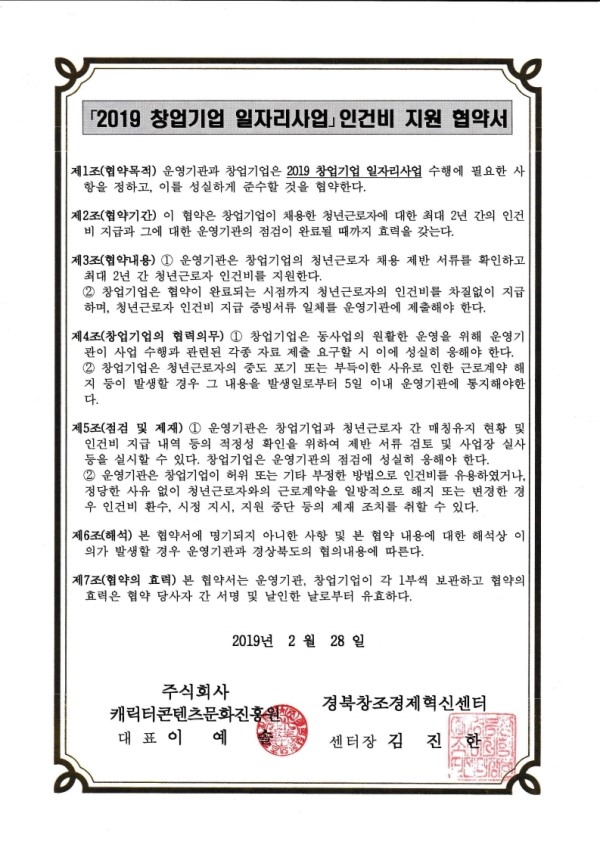 「2019 창업기업 일자리사업」인건비 지원 협약서
제1조(협약목적) 운영기관과 창업기업은 2019 창업기업 일자리사업 수행에 필요한 사
항을 정하고, 이를 성실하게 준수할 것을 협약한다.
제2조(협약기간) 이 협약은 창업기업이 채용한 청년근로자에 대한 최대 2년 간의 인건
비 지급과 그에 대한 운영기관의 점검이 완료될 때까지 효력을 갖는다.
제3조(협약내용) ① 운영기관은 창업기업의 청년근로자 채용 제반 서류를 확인하고
최대 2년 간 청년근로자 인건비를 지원한다.
② 창업기업은 협약이 완료되는 시점까지 청년근로자의 인건비를 차질없이 지급
하며, 청년근로자 인건비 지급 증빙서류 일체를 운영기관에 제출해야 한다.
제4조(창업기업의 협력의무) ① 창업기업은 동사업의 원활한 운영을 위해 운영기
관이 사업 수행과 관련된 각종 자료 제출 요구할 시 이에 성실히 응해야 한다.
② 창업기업은 청년근로자의 중도 포기 또는 부득이한 사유로 인한 근로계약 해
지 등이 발생할 경우 그 내용을 발생일로부터 5일 이내 운영기관에 통지해야한
다.
제5조(점검 및 제재) ① 운영기관은 창업기업과 청년근로자 간 매칭유지 현황 및
인건비 지급 내역 등의 적정성 확인을 위하여 제반 서류 검토 및 사업장 실사
등을 실시할 수 있다. 창업기업은 운영기관의 점검에 성실히 응해야 한다.
② 운영기관은 창업기업이 허위 또는 기타 부정한 방법으로 인건비를 유용하였거나,
정당한 사유 없이 청년근로자와의 근로계약을 일방적으로 해지 또는 변경한 경
우 인건비 환수, 시정 지시, 지원 중단 등의 제재 조치를 취할 수 있다.
제6조(해석) 본 협약서에 명기되지 아니한 사항 및 본 협약 내용에 대한 해석상 이
의가 발생할 경우 운영기관과 경상북도의 협의내용에 따른다.
제7조(협약의 효력) 본 협약서는 운영기관, 창업기업이 각 1부씩 보관하고 협약의
효력은 협약 당사자 간 서명 및 날인한 날로부터 유효하다.
2019년 2 월 28 일
주식회사
캐릭터콘텐츠문화진흥원
대 표 이 예 슬
경북창조경제혁신센터
센터장 김 진 한